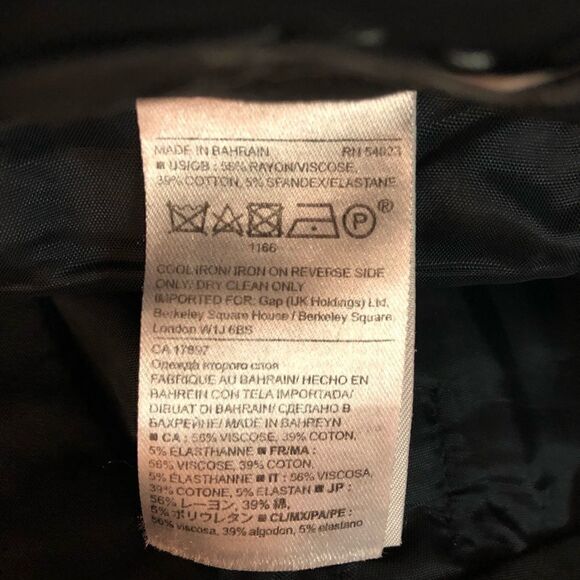 MADE IN BAHRAIN RN 54023
■ US/GB : 56% RAYON/VISCOSE,
39% COTTON, 5% SPANDEX/ELASTANE
P®
1166
COOL IRON/ IRON ON REVERSE SIDE
ONLY/ DRY CLEAN ONLY
IMPORTED FOR: Gap (UK Holdings) Ltd,
Berkeley Square House / Berkeley Square
London W1J 6BS
CA 17897
Одежда второго слоя
FABRIQUE AU BAHRAIN/ HECHO EN
BAHREIN CON TELA IMPORTADA/
DIBUAT DI BAHRAIN/ СДЕЛАНО В
БАХРЕЙНЕ/ MADE IN BAHREYN
■ CA : 56% VISCOSE, 39% COTON,
5% ÉLASTHANNE ■ FR/MA :
56% VISCOSE, 39% COTON,
5% ÉLASTHANNE ■ IT : 56% VISCOSA,
39% COTONE, 5% ELASTAN ■ JP :
56% レーヨン, 39% 綿,
5% ポリウレタン ■ CL/MX/PA/PE :
56% viscosa, 39% algodon, 5% elastano